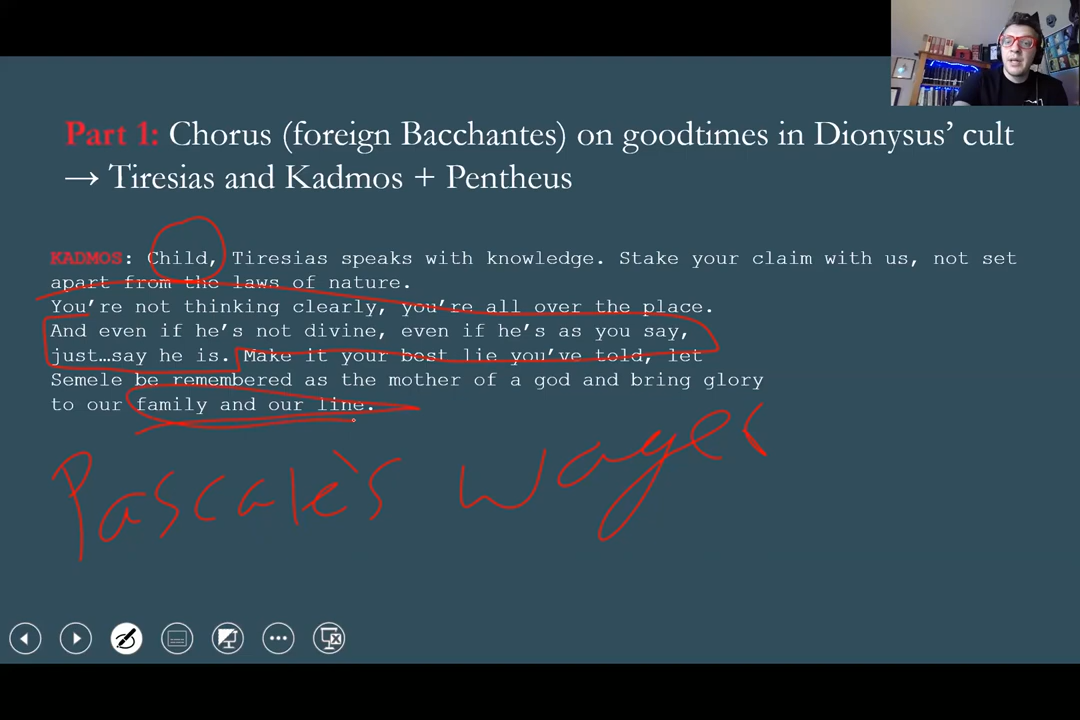 Part 1: Chorus (foreign Bacchantes) on goodtimes in Dionysus’ cult
→ Tiresias and Kadmos + Pentheus
KADMOS: Child, Tiresias speaks with knowledge. Stake your claim with us, not set
apart from the laws of nature.
You’re not thinking clearly, you’re all over the place.
And even if he’s not divine, even if he’s as you say,
just…say he is. Make it your best lie you’ve told, let
Semele be remembered as the mother of a god and bring glory
to our family and our line.
Pascale's wager